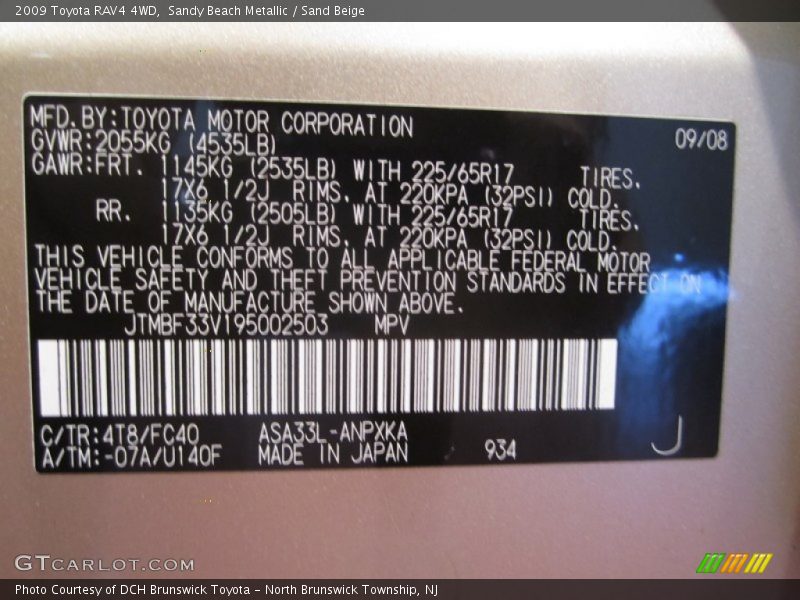 2009 Toyota RAV4 4WD,  Sandy Beach Metallic / Sand Beige
MFD.BY:TOYOTA MOTOR CORPORATION 09/08
GVWR:2055KG (4535LB)
GAWR:FRT. 1145KG (2535LB) WITH 225/65R17 TIRES.
17X6 1/2J RIMS, AT 220KPA (32PSI) COLD.
RR. 1135KG (2505LB) WITH 225/65R17 TIRES.
17X6 1/2J RIMS, AT 220KPA (32PSI) COLD.
THIS VEHICLE CONFORMS TO ALL APPLICABLE FEDERAL MOTOR
VEHICLE SAFETY AND THEFT PREVENTION STANDARDS IN EFFECT ON
THE DATE OF MANUFACTURE SHOWN ABOVE.
JTMBF33V195002503 MPV
C/TR:4T8/FC40 ASA33L-ANPXKA
A/TM:-07A/U140F MADE IN JAPAN 934 J
GTCARLOT.COM
Photo Courtesy of DCH Brunswick Toyota - North Brunswick Township, NJ